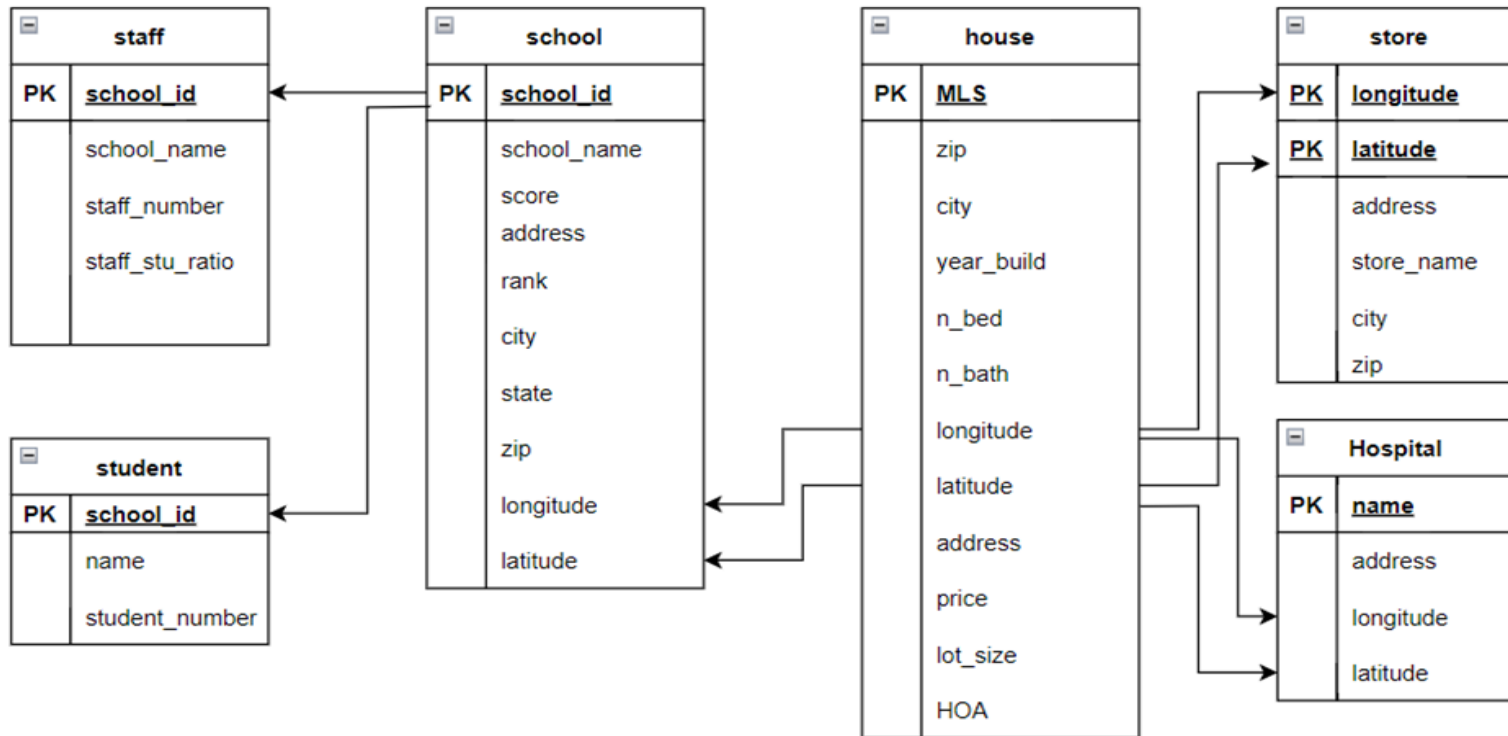 staff
PK school_id
school_name
staff_number
staff_stu_ratio
student
PK school_id
name
student_number
school
PK school_id
school_name
score
address
rank
city
state
zip
longitude
latitude
house
PK MLS
zip
city
year_build
n_bed
n_bath
longitude
latitude
address
price
lot_size
HOA
store
PK longitude
PK latitude
address
store_name
city
zip
Hospital
PK name
address
longitude
latitude